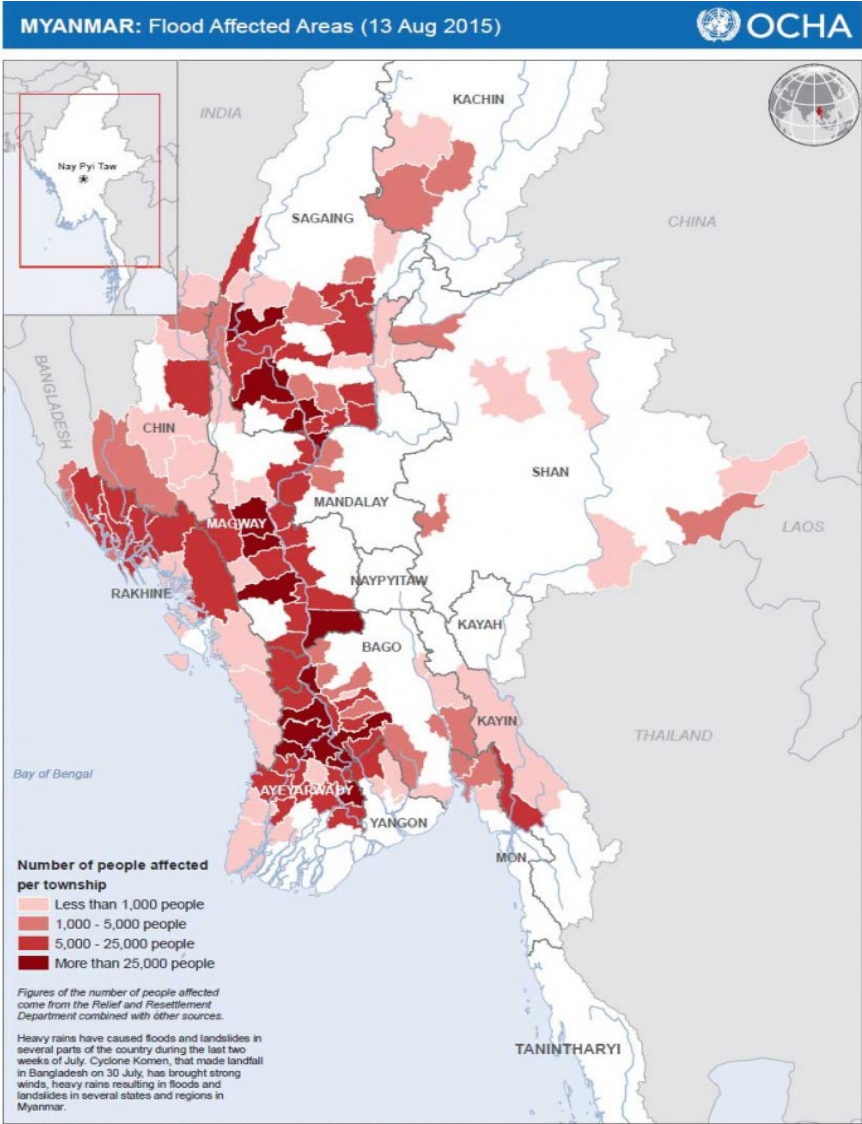 MYANMAR: Flood Affected Areas (13 Aug 2015)
OCHA
Nay Pyi Taw
INDIA
KACHIN
SAGAING
CHINA
BANGLADESH
CHIN
SHAN
MANDALAY
MAGWAY
LAOS
NAYPYITAW
RAKHINE
KAYAH
BAGO
KAYIN
THAILAND
Bay of Bengal
AYEYARWADY
YANGON
MON
TANINTHARYI
Number of people affected
per township
Less than 1,000 people
1,000 - 5,000 people
5,000 - 25,000 people
More than 25,000 people
Figures of the number of people affected
come from the Relief and Resettlement
Department combined with other sources.
Heavy rains have caused floods and landslides in
several parts of the country during the last two
weeks of July. Cyclone Komen, that made landfall
in Bangladesh on 30 July, has brought strong
winds, heavy rains resulting in floods and
landslides in several states and regions in
Myanmar.